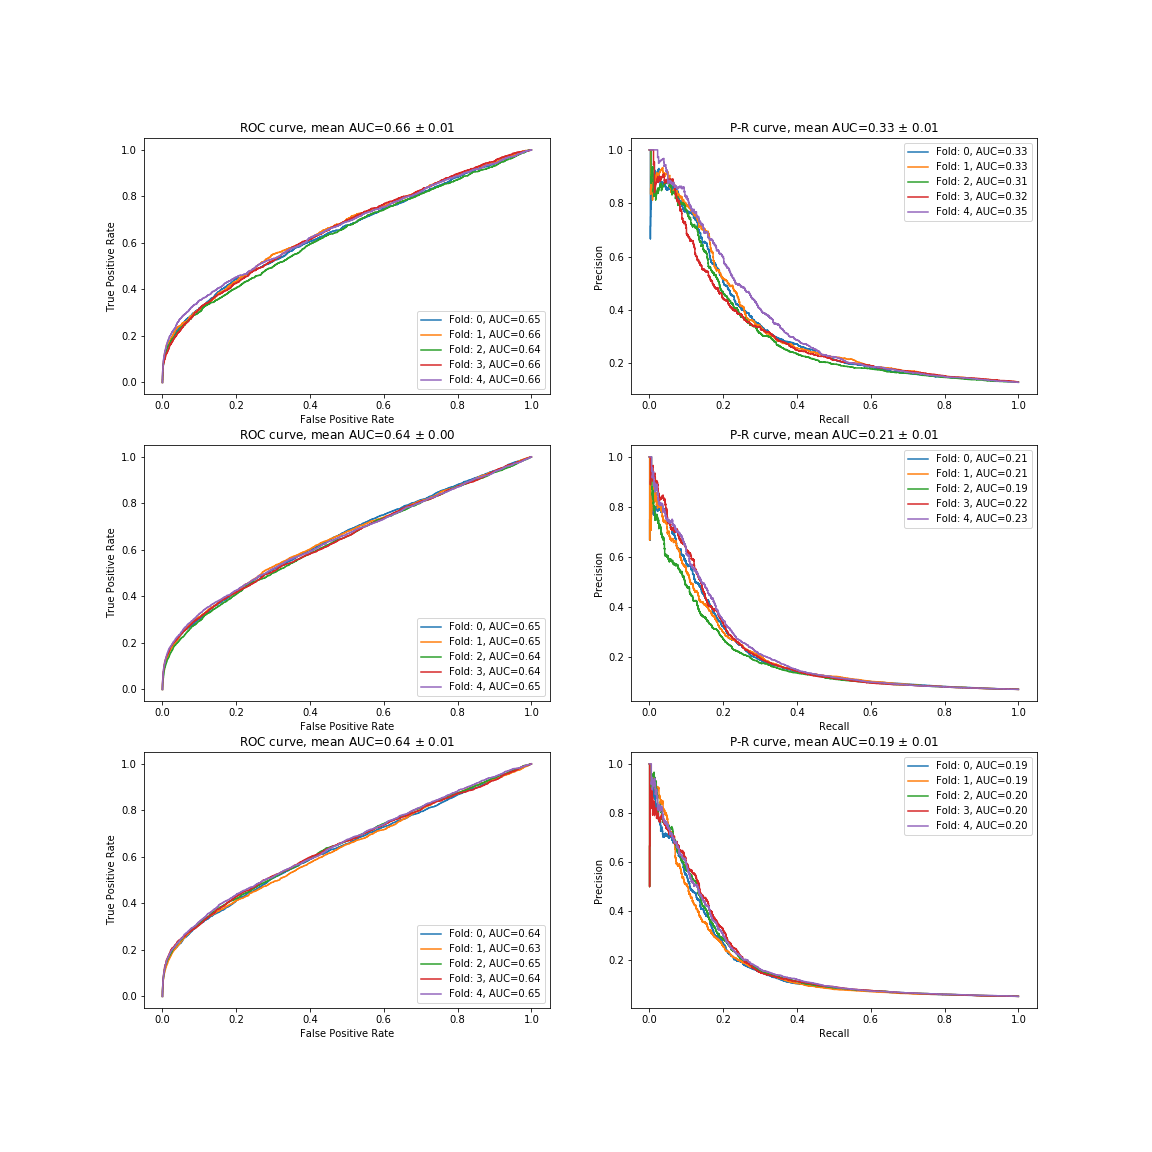 ROC curve, mean AUC=0.66 ± 0.01
True Positive Rate
1.0
0.8
0.6
0.4
0.2
0.0
Fold: 0, AUC=0.65
Fold: 1, AUC=0.66
Fold: 2, AUC=0.64
Fold: 3, AUC=0.66
Fold: 4, AUC=0.66
0.0 0.2 0.4 0.6 0.8 1.0
False Positive Rate
P-R curve, mean AUC=0.33 ± 0.01
Precision
1.0
0.8
0.6
0.4
0.2
Fold: 0, AUC=0.33
Fold: 1, AUC=0.33
Fold: 2, AUC=0.31
Fold: 3, AUC=0.32
Fold: 4, AUC=0.35
0.0 0.2 0.4 0.6 0.8 1.0
Recall
ROC curve, mean AUC=0.64 ± 0.00
True Positive Rate
1.0
0.8
0.6
0.4
0.2
0.0
Fold: 0, AUC=0.65
Fold: 1, AUC=0.65
Fold: 2, AUC=0.64
Fold: 3, AUC=0.64
Fold: 4, AUC=0.65
0.0 0.2 0.4 0.6 0.8 1.0
False Positive Rate
P-R curve, mean AUC=0.21 ± 0.01
Precision
1.0
0.8
0.6
0.4
0.2
Fold: 0, AUC=0.21
Fold: 1, AUC=0.21
Fold: 2, AUC=0.19
Fold: 3, AUC=0.22
Fold: 4, AUC=0.23
0.0 0.2 0.4 0.6 0.8 1.0
Recall
ROC curve, mean AUC=0.64 ± 0.01
True Positive Rate
1.0
0.8
0.6
0.4
0.2
0.0
Fold: 0, AUC=0.64
Fold: 1, AUC=0.63
Fold: 2, AUC=0.65
Fold: 3, AUC=0.64
Fold: 4, AUC=0.65
0.0 0.2 0.4 0.6 0.8 1.0
False Positive Rate
P-R curve, mean AUC=0.19 ± 0.01
Precision
1.0
0.8
0.6
0.4
0.2
Fold: 0, AUC=0.19
Fold: 1, AUC=0.19
Fold: 2, AUC=0.20
Fold: 3, AUC=0.20
Fold: 4, AUC=0.20
0.0 0.2 0.4 0.6 0.8 1.0
Recall